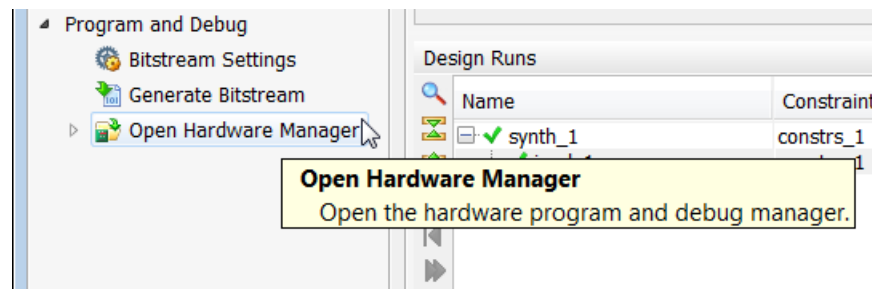 Program and Debug
Bitstream Settings
Generate Bitstream
Open Hardware Manager
Design Runs
Name Constraint
synth_1 constrs_1
Open Hardware Manager
Open the hardware program and debug manager.